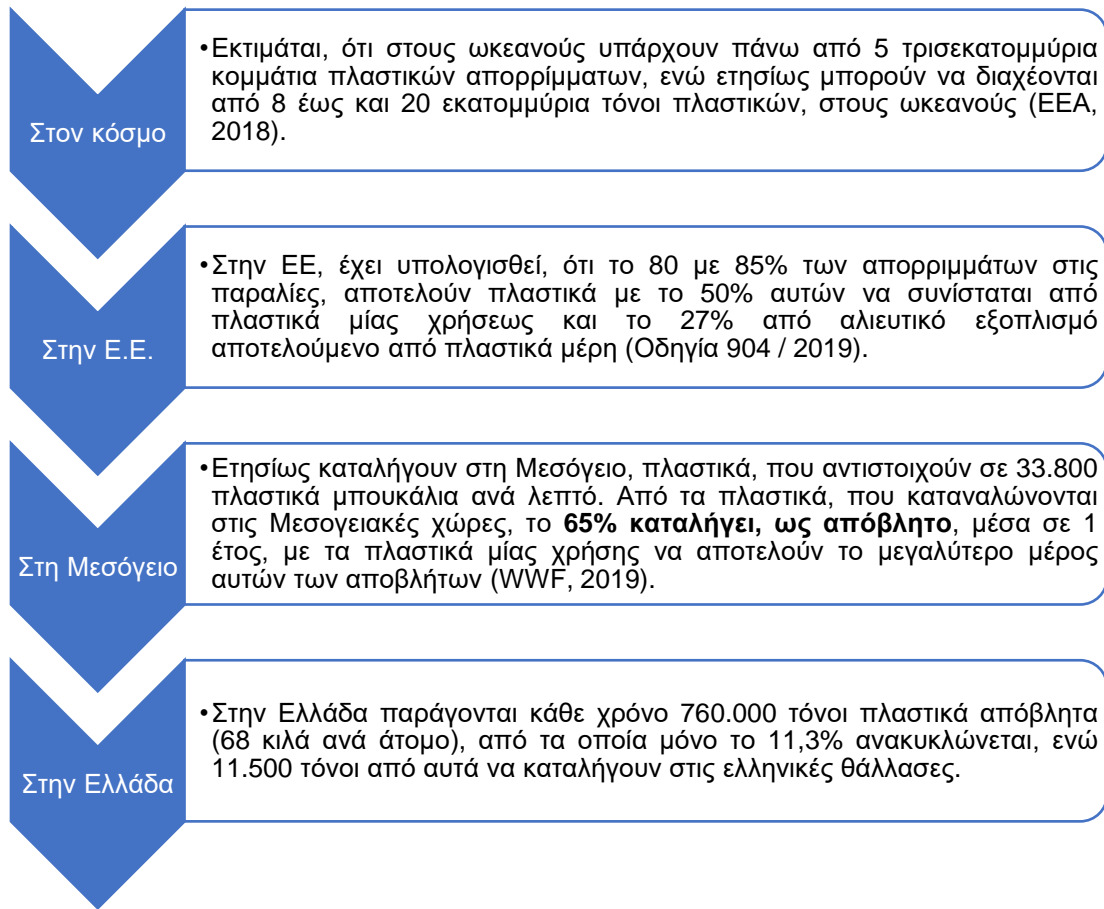 Στον κόσμο
•Εκτιμάται, ότι στους ωκεανούς υπάρχουν πάνω από 5 τρισεκατομμύρια
κομμάτια πλαστικών απορρίμματων, ενώ ετησίως μπορούν να διαχέονται
από 8 έως και 20 εκατομμύρια τόνοι πλαστικών, στους ωκεανούς (ΕΕΑ,
2018).
Στην Ε.Ε.
•Στην ΕΕ, έχει υπολογισθεί, ότι το 80 με 85% των απορριμμάτων στις
παραλίες, αποτελούν πλαστικά με το 50% αυτών να συνίσταται από
πλαστικά μίας χρήσεως και το 27% από αλιευτικό εξοπλισμό
αποτελούμενο από πλαστικά μέρη (Οδηγία 904 / 2019).
Στη Μεσόγειο
•Ετησίως καταλήγουν στη Μεσόγειο, πλαστικά, που αντιστοιχούν σε 33.800
πλαστικά μπουκάλια ανά λεπτό. Από τα πλαστικά, που καταναλώνονται
στις Μεσογειακές χώρες, το 65% καταλήγει, ως απόβλητο, μέσα σε 1
έτος, με τα πλαστικά μίας χρήσης να αποτελούν το μεγαλύτερο μέρος
αυτών των αποβλήτων (WWF, 2019).
Στην Ελλάδα
•Στην Ελλάδα παράγονται κάθε χρόνο 760.000 τόνοι πλαστικά απόβλητα
(68 κιλά ανά άτομο), από τα οποία μόνο το 11,3% ανακυκλώνεται, ενώ
11.500 τόνοι από αυτά να καταλήγουν στις ελληνικές θάλλασες.